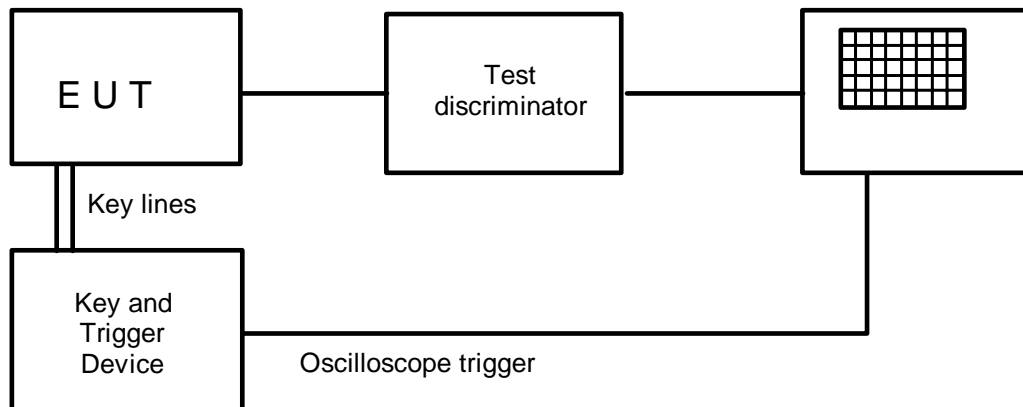 E U T
Test
discriminator
Key lines
Key and
Trigger
Device
Oscilloscope trigger